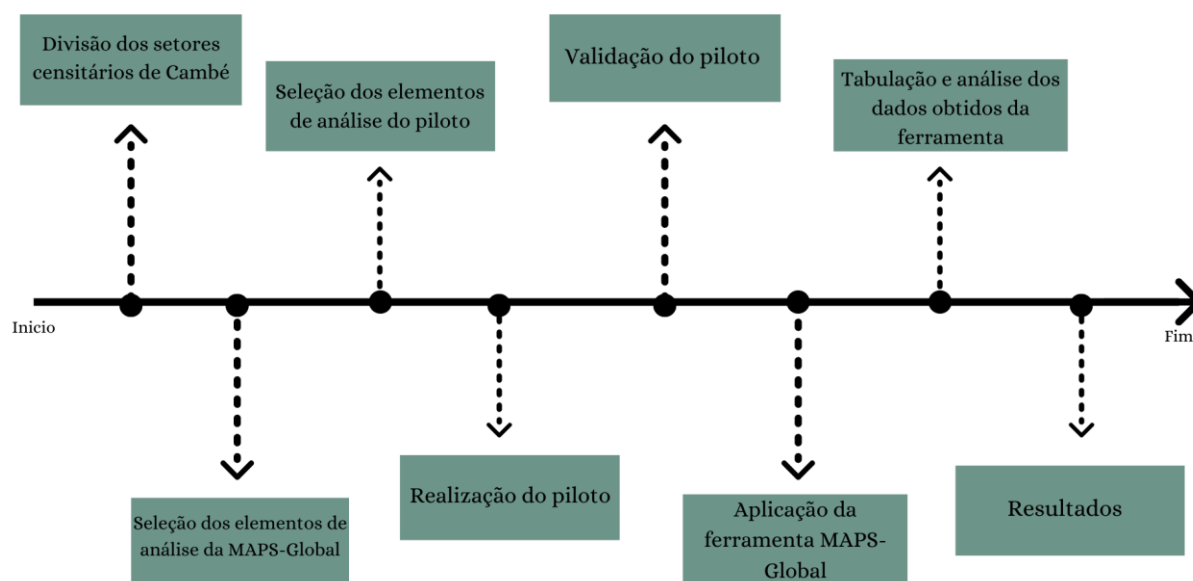 Divisão dos setores
censitários de Cambé
Seleção dos elementos
de análise do piloto
Validação do piloto
Tabulação e análise dos
dados obtidos da
ferramenta
Inicio
Fim
Seleção dos elementos de
análise da MAPS-Global
Realização do piloto
Aplicação da
ferramenta MAPS-
Global
Resultados